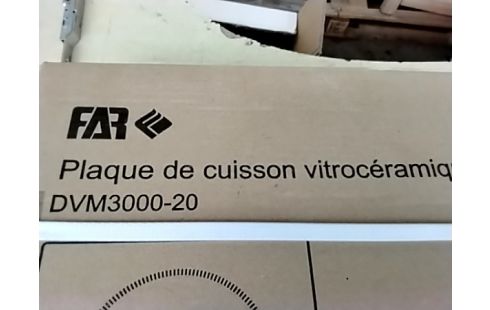 FAR
Plaque de cuisson vitrocéramiq
DVM3000-20